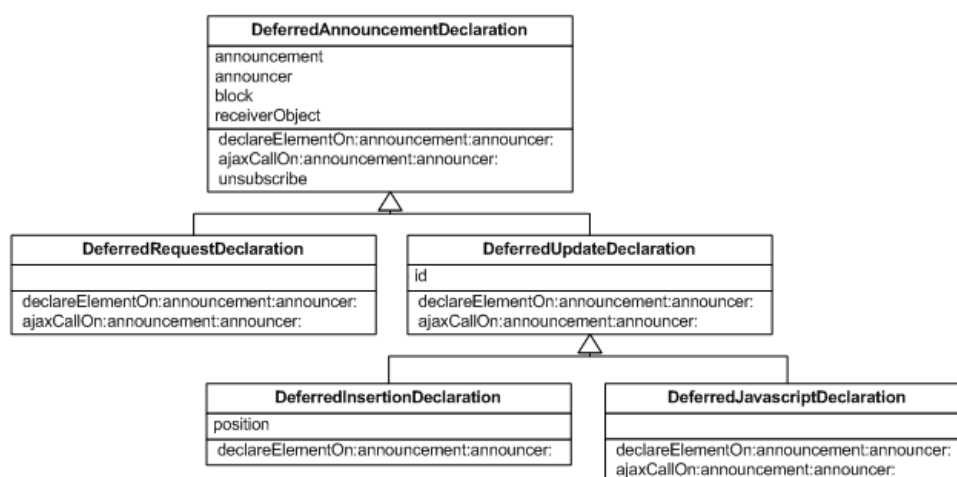 DeferredAnnouncementDeclaration
announcement
announcer
block
receiverObject
declareElementOn:announcement:announcer:
ajaxCallOn:announcement:announcer:
unsubscribe
DeferredRequestDeclaration
declareElementOn:announcement:announcer:
ajaxCallOn:announcement:announcer:
DeferredUpdateDeclaration
id
declareElementOn:announcement:announcer:
ajaxCallOn:announcement:announcer:
DeferredInsertionDeclaration
position
declareElementOn:announcement:announcer:
DeferredJavascriptDeclaration
declareElementOn:announcement:announcer:
ajaxCallOn:announcement:announcer: